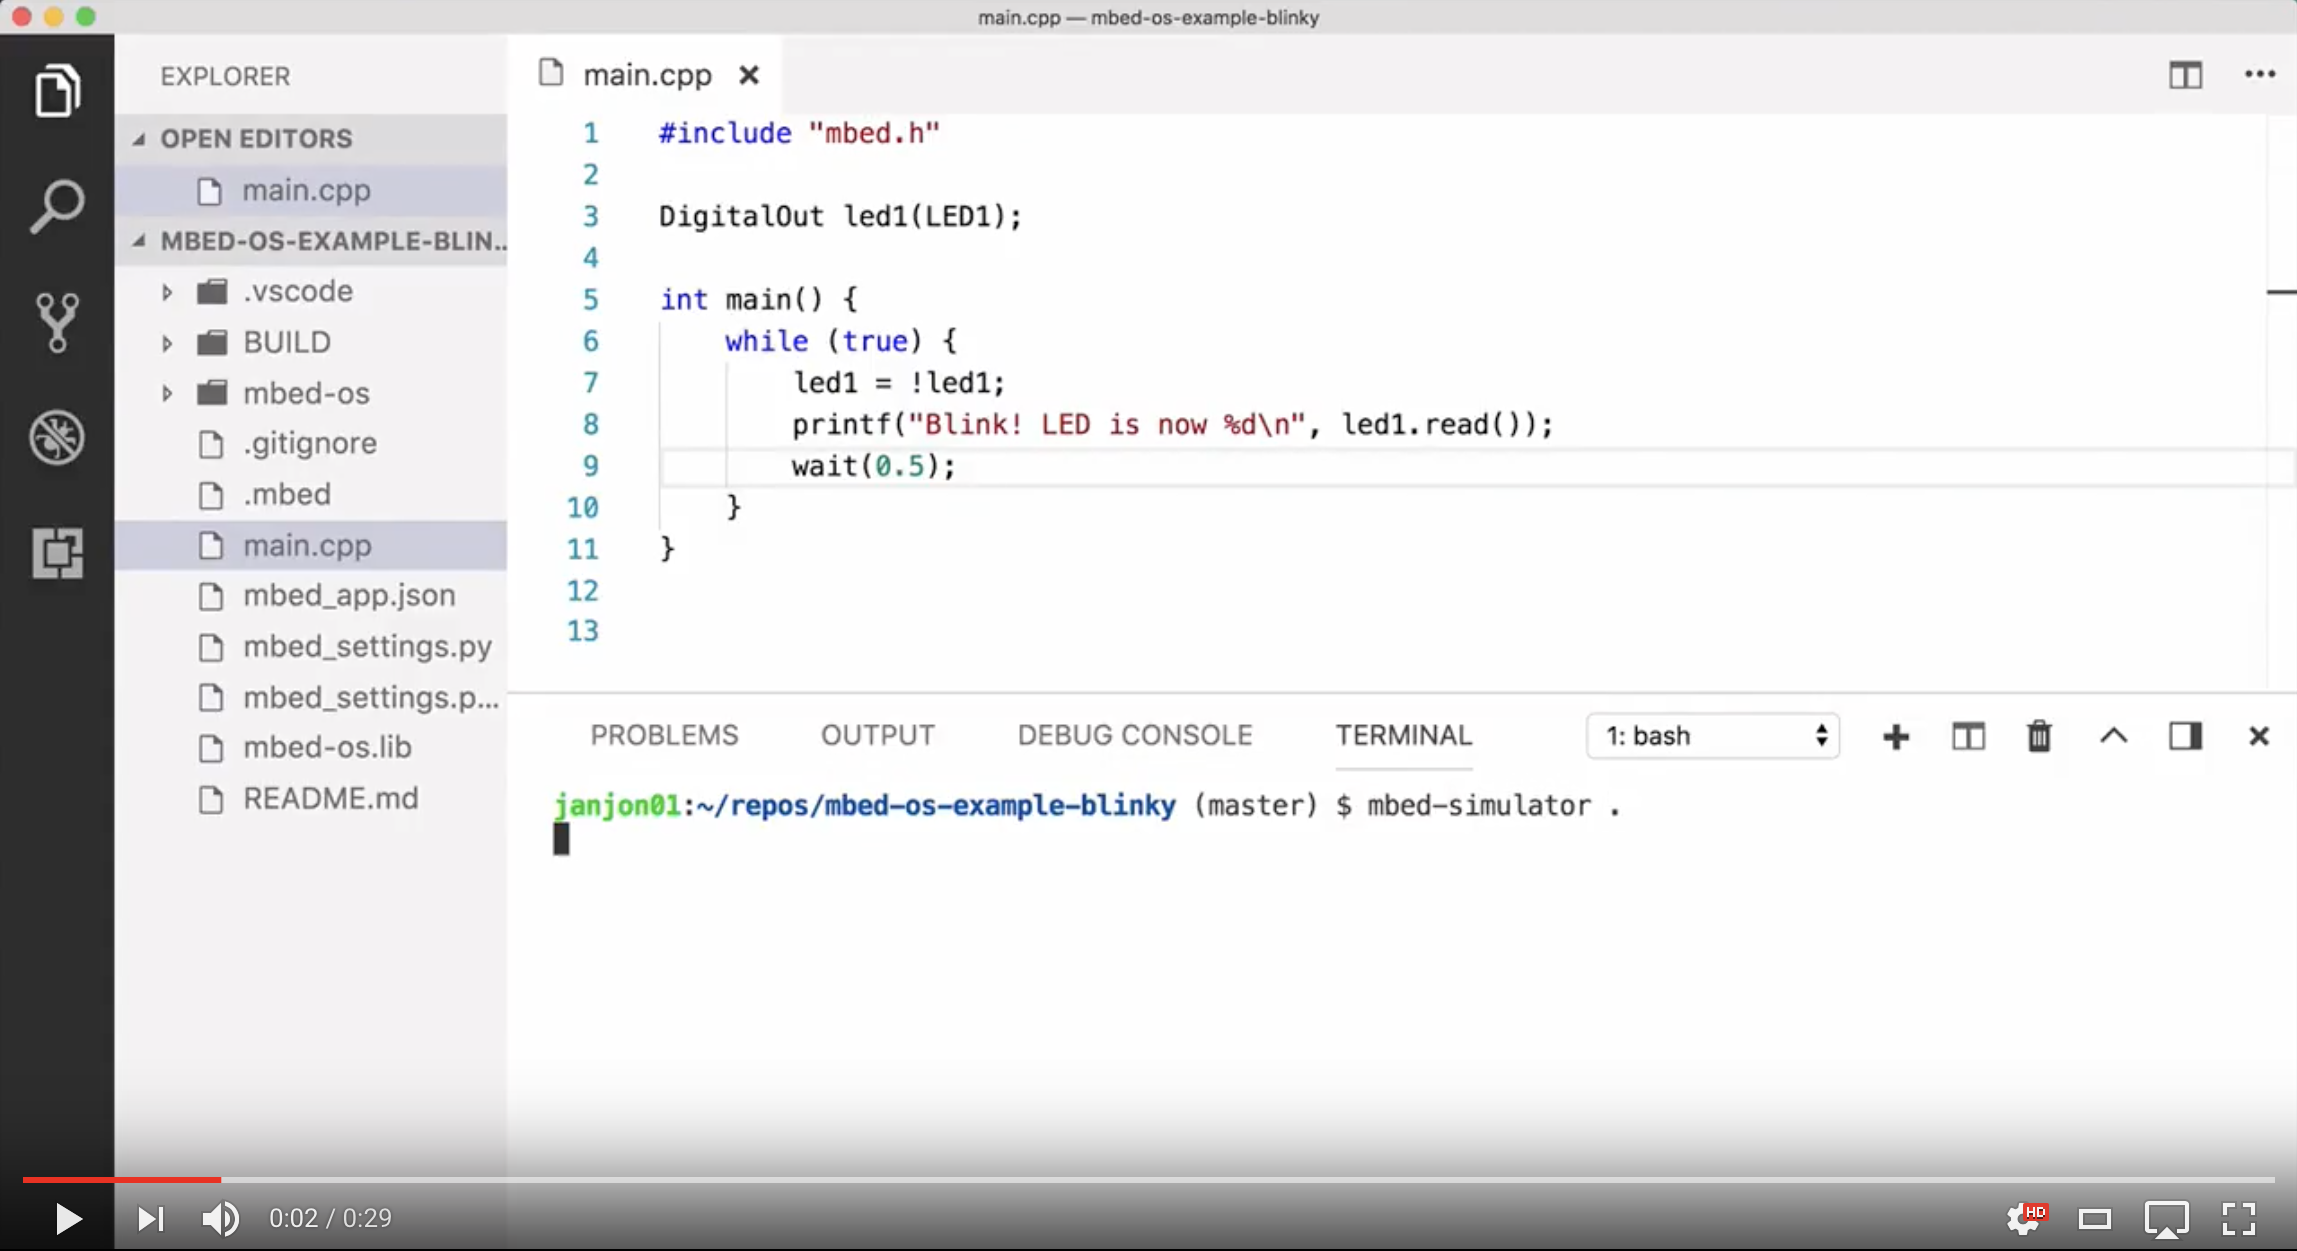 main.cpp — mbed-os-example-blinky
EXPLORER
OPEN EDITORS
main.cpp
MBED-OS-EXAMPLE-BLIN...
.vscode
BUILD
mbed-os
.gitignore
.mbed
main.cpp
mbed_app.json
mbed_settings.py
mbed_settings.p...
mbed-os.lib
README.md
main.cpp
1 #include "mbed.h"
2
3 DigitalOut led1(LED1);
4
5 int main() {
6 while (true) {
7 led1 = !led1;
8 printf("Blink! LED is now %d\n", led1.read());
9 wait(0.5);
10 }
11 }
12
13
PROBLEMS OUTPUT DEBUG CONSOLE TERMINAL 1: bash
janjon01:~/repos/mbed-os-example-blinky (master) $ mbed-simulator .
0:02 / 0:29
HD